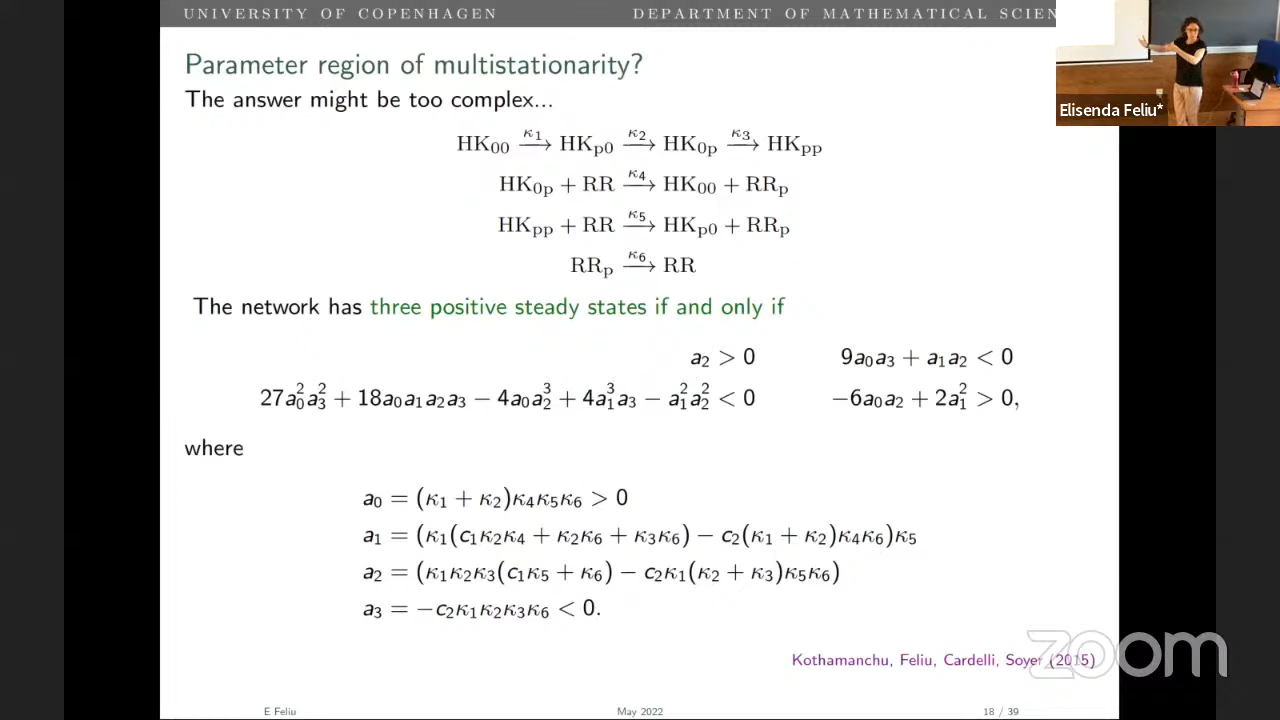 UNIVERSITY OF COPENHAGEN DEPARTMENT OF MATHEMATICAL SCIEN
Elisenda Feliu*
Parameter region of multistationarity?
The answer might be too complex...
HK₀₀ —κ₁→ HKₚ₀ —κ₂→ HK₀ₚ —κ₃→ HKₚₚ
HK₀ₚ + RR —κ₄→ HK₀₀ + RRₚ
HKₚₚ + RR —κ₅→ HKₚ₀ + RRₚ
RRₚ —κ₆→ RR
The network has three positive steady states if and only if
a₂ > 0 9a₀a₃ + a₁a₂ < 0
27a₀²a₃² + 18a₀a₁a₂a₃ − 4a₀a₂³ + 4a₁³a₃ − a₁²a₂² < 0 −6a₀a₂ + 2a₁² > 0,
where
a₀ = (κ₁ + κ₂)κ₄κ₅κ₆ > 0
a₁ = (κ₁(c₁κ₂κ₄ + κ₂κ₆ + κ₃κ₆) − c₂(κ₁ + κ₂)κ₄κ₆)κ₅
a₂ = (κ₁κ₂κ₃(c₁κ₅ + κ₆) − c₂κ₁(κ₂ + κ₃)κ₅κ₆)
a₃ = −c₂κ₁κ₂κ₃κ₆ < 0.
Kothamanchu, Feliu, Cardelli, Soyer (2015)
zoom
E Feliu May 2022 18 / 39